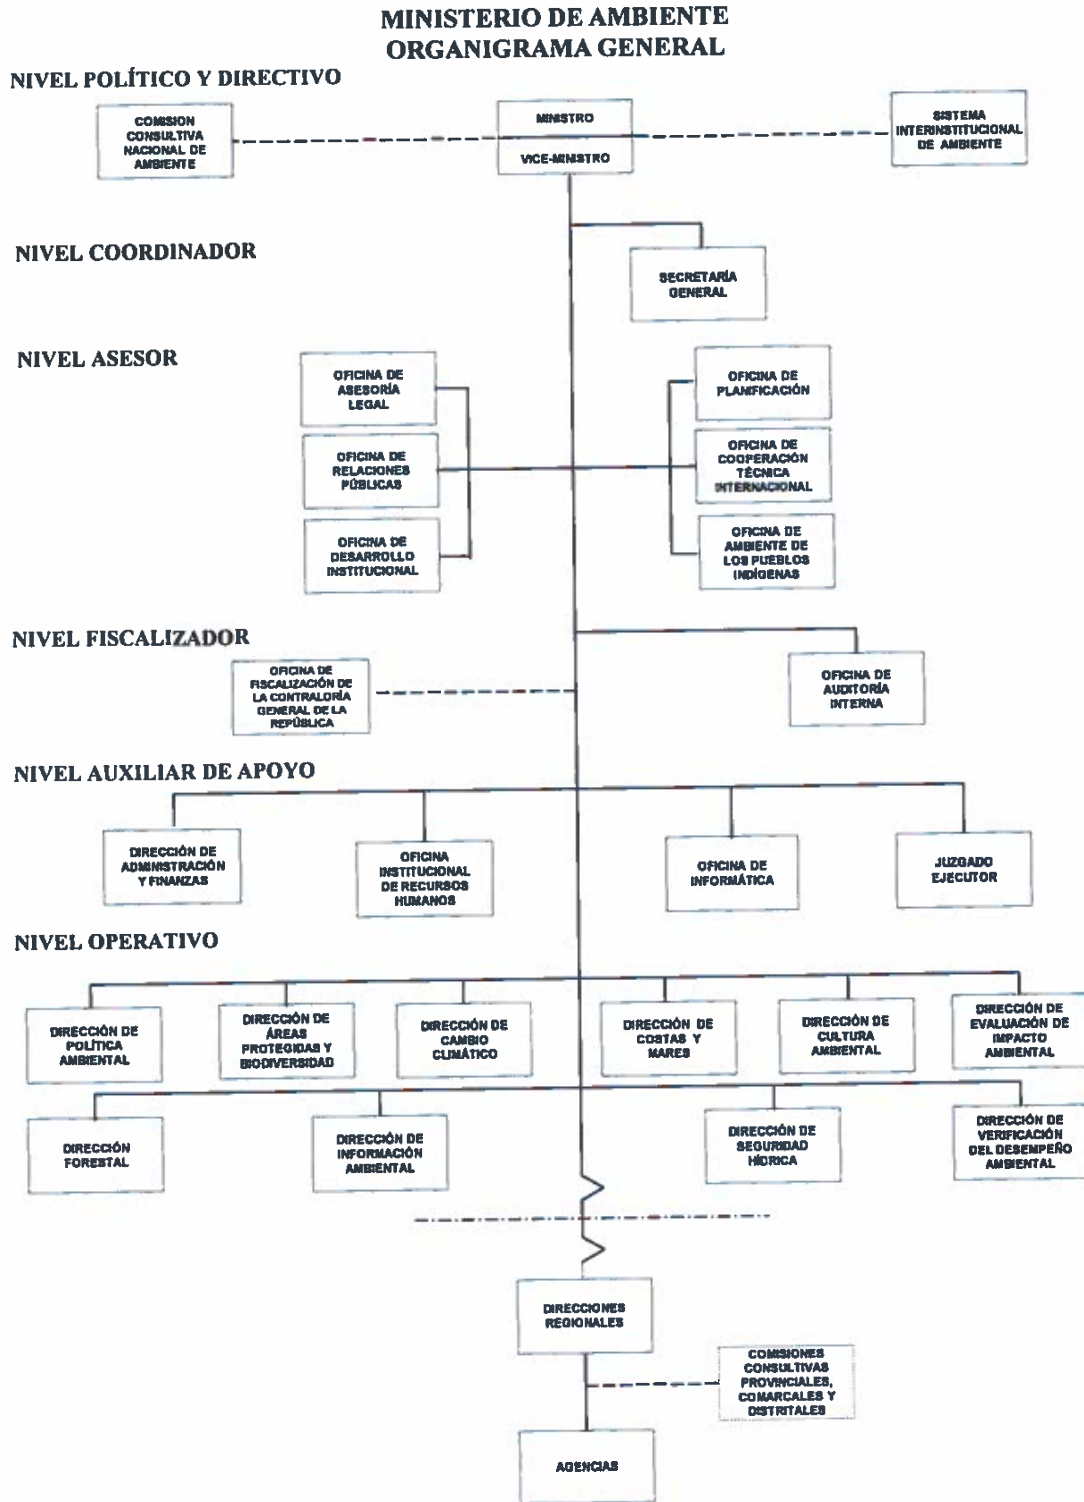 MINISTERIO DE AMBIENTE
ORGANIGRAMA GENERAL
NIVEL POLÍTICO Y DIRECTIVO
COMISION
CONSULTIVA
NACIONAL DE
AMBIENTE
MINISTRO
VICE-MINISTRO
SISTEMA
INTERINSTITUCIONAL
DE AMBIENTE
NIVEL COORDINADOR
SECRETARÍA
GENERAL
NIVEL ASESOR
OFICINA DE
ASESORÍA
LEGAL
OFICINA DE
PLANIFICACIÓN
OFICINA DE
RELACIONES
PÚBLICAS
OFICINA DE
COOPERACIÓN
TÉCNICA
INTERNACIONAL
OFICINA DE
DESARROLLO
INSTITUCIONAL
OFICINA DE
AMBIENTE DE
LOS PUEBLOS
INDÍGENAS
NIVEL FISCALIZADOR
OFICINA DE
FISCALIZACIÓN DE
LA CONTRALORÍA
GENERAL DE LA
REPÚBLICA
OFICINA DE
AUDITORÍA
INTERNA
NIVEL AUXILIAR DE APOYO
DIRECCIÓN DE
ADMINISTRACIÓN
Y FINANZAS
OFICINA
INSTITUCIONAL
DE RECURSOS
HUMANOS
OFICINA DE
INFORMÁTICA
JUZGADO
EJECUTOR
NIVEL OPERATIVO
DIRECCIÓN DE
POLÍTICA
AMBIENTAL
DIRECCIÓN DE
ÁREAS
PROTEGIDAS Y
BIODIVERSIDAD
DIRECCIÓN DE
CAMBIO
CLIMÁTICO
DIRECCIÓN DE
COSTAS Y
MARES
DIRECCIÓN DE
CULTURA
AMBIENTAL
DIRECCIÓN DE
EVALUACIÓN DE
IMPACTO
AMBIENTAL
DIRECCIÓN
FORESTAL
DIRECCIÓN DE
INFORMACIÓN
AMBIENTAL
DIRECCIÓN DE
SEGURIDAD
HÍDRICA
DIRECCIÓN DE
VERIFICACIÓN
DEL DESEMPEÑO
AMBIENTAL
DIRECCIONES
REGIONALES
COMISIONES
CONSULTIVAS
PROVINCIALES,
COMARCALES Y
DISTRITALES
AGENCIAS